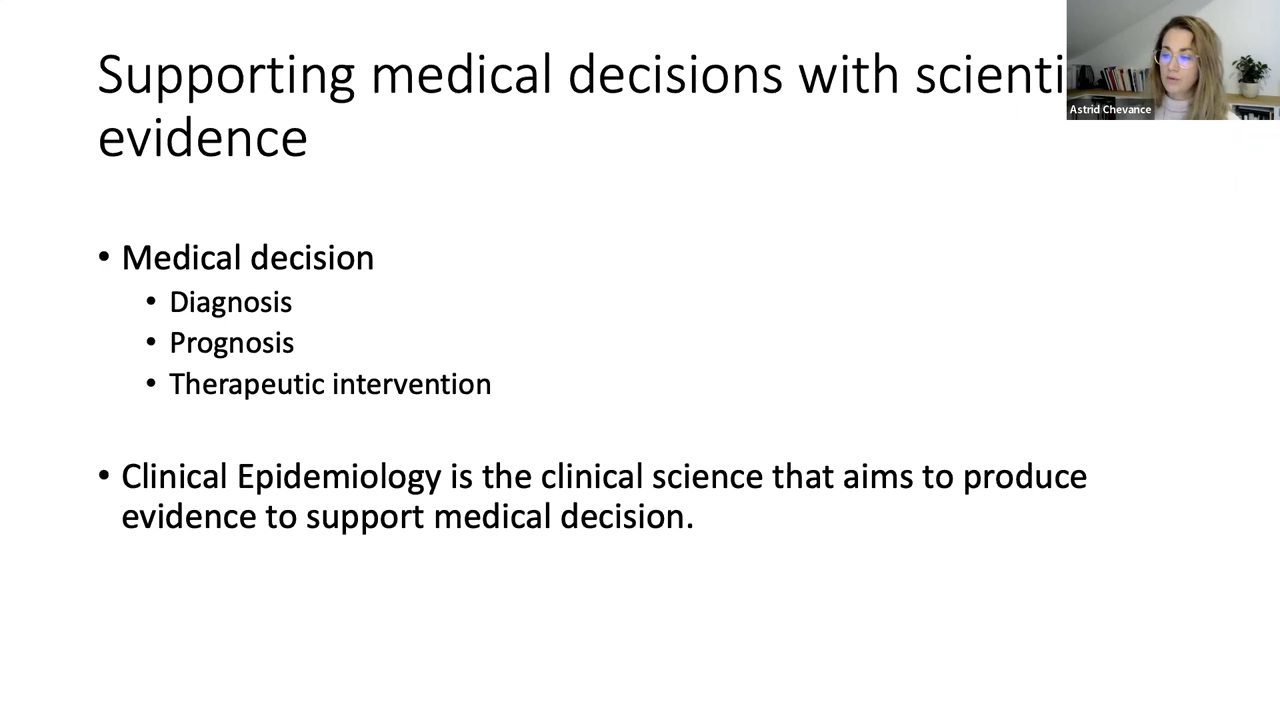 Supporting medical decisions with scienti
evidence
Astrid Chevance
• Medical decision
• Diagnosis
• Prognosis
• Therapeutic intervention
• Clinical Epidemiology is the clinical science that aims to produce
evidence to support medical decision.